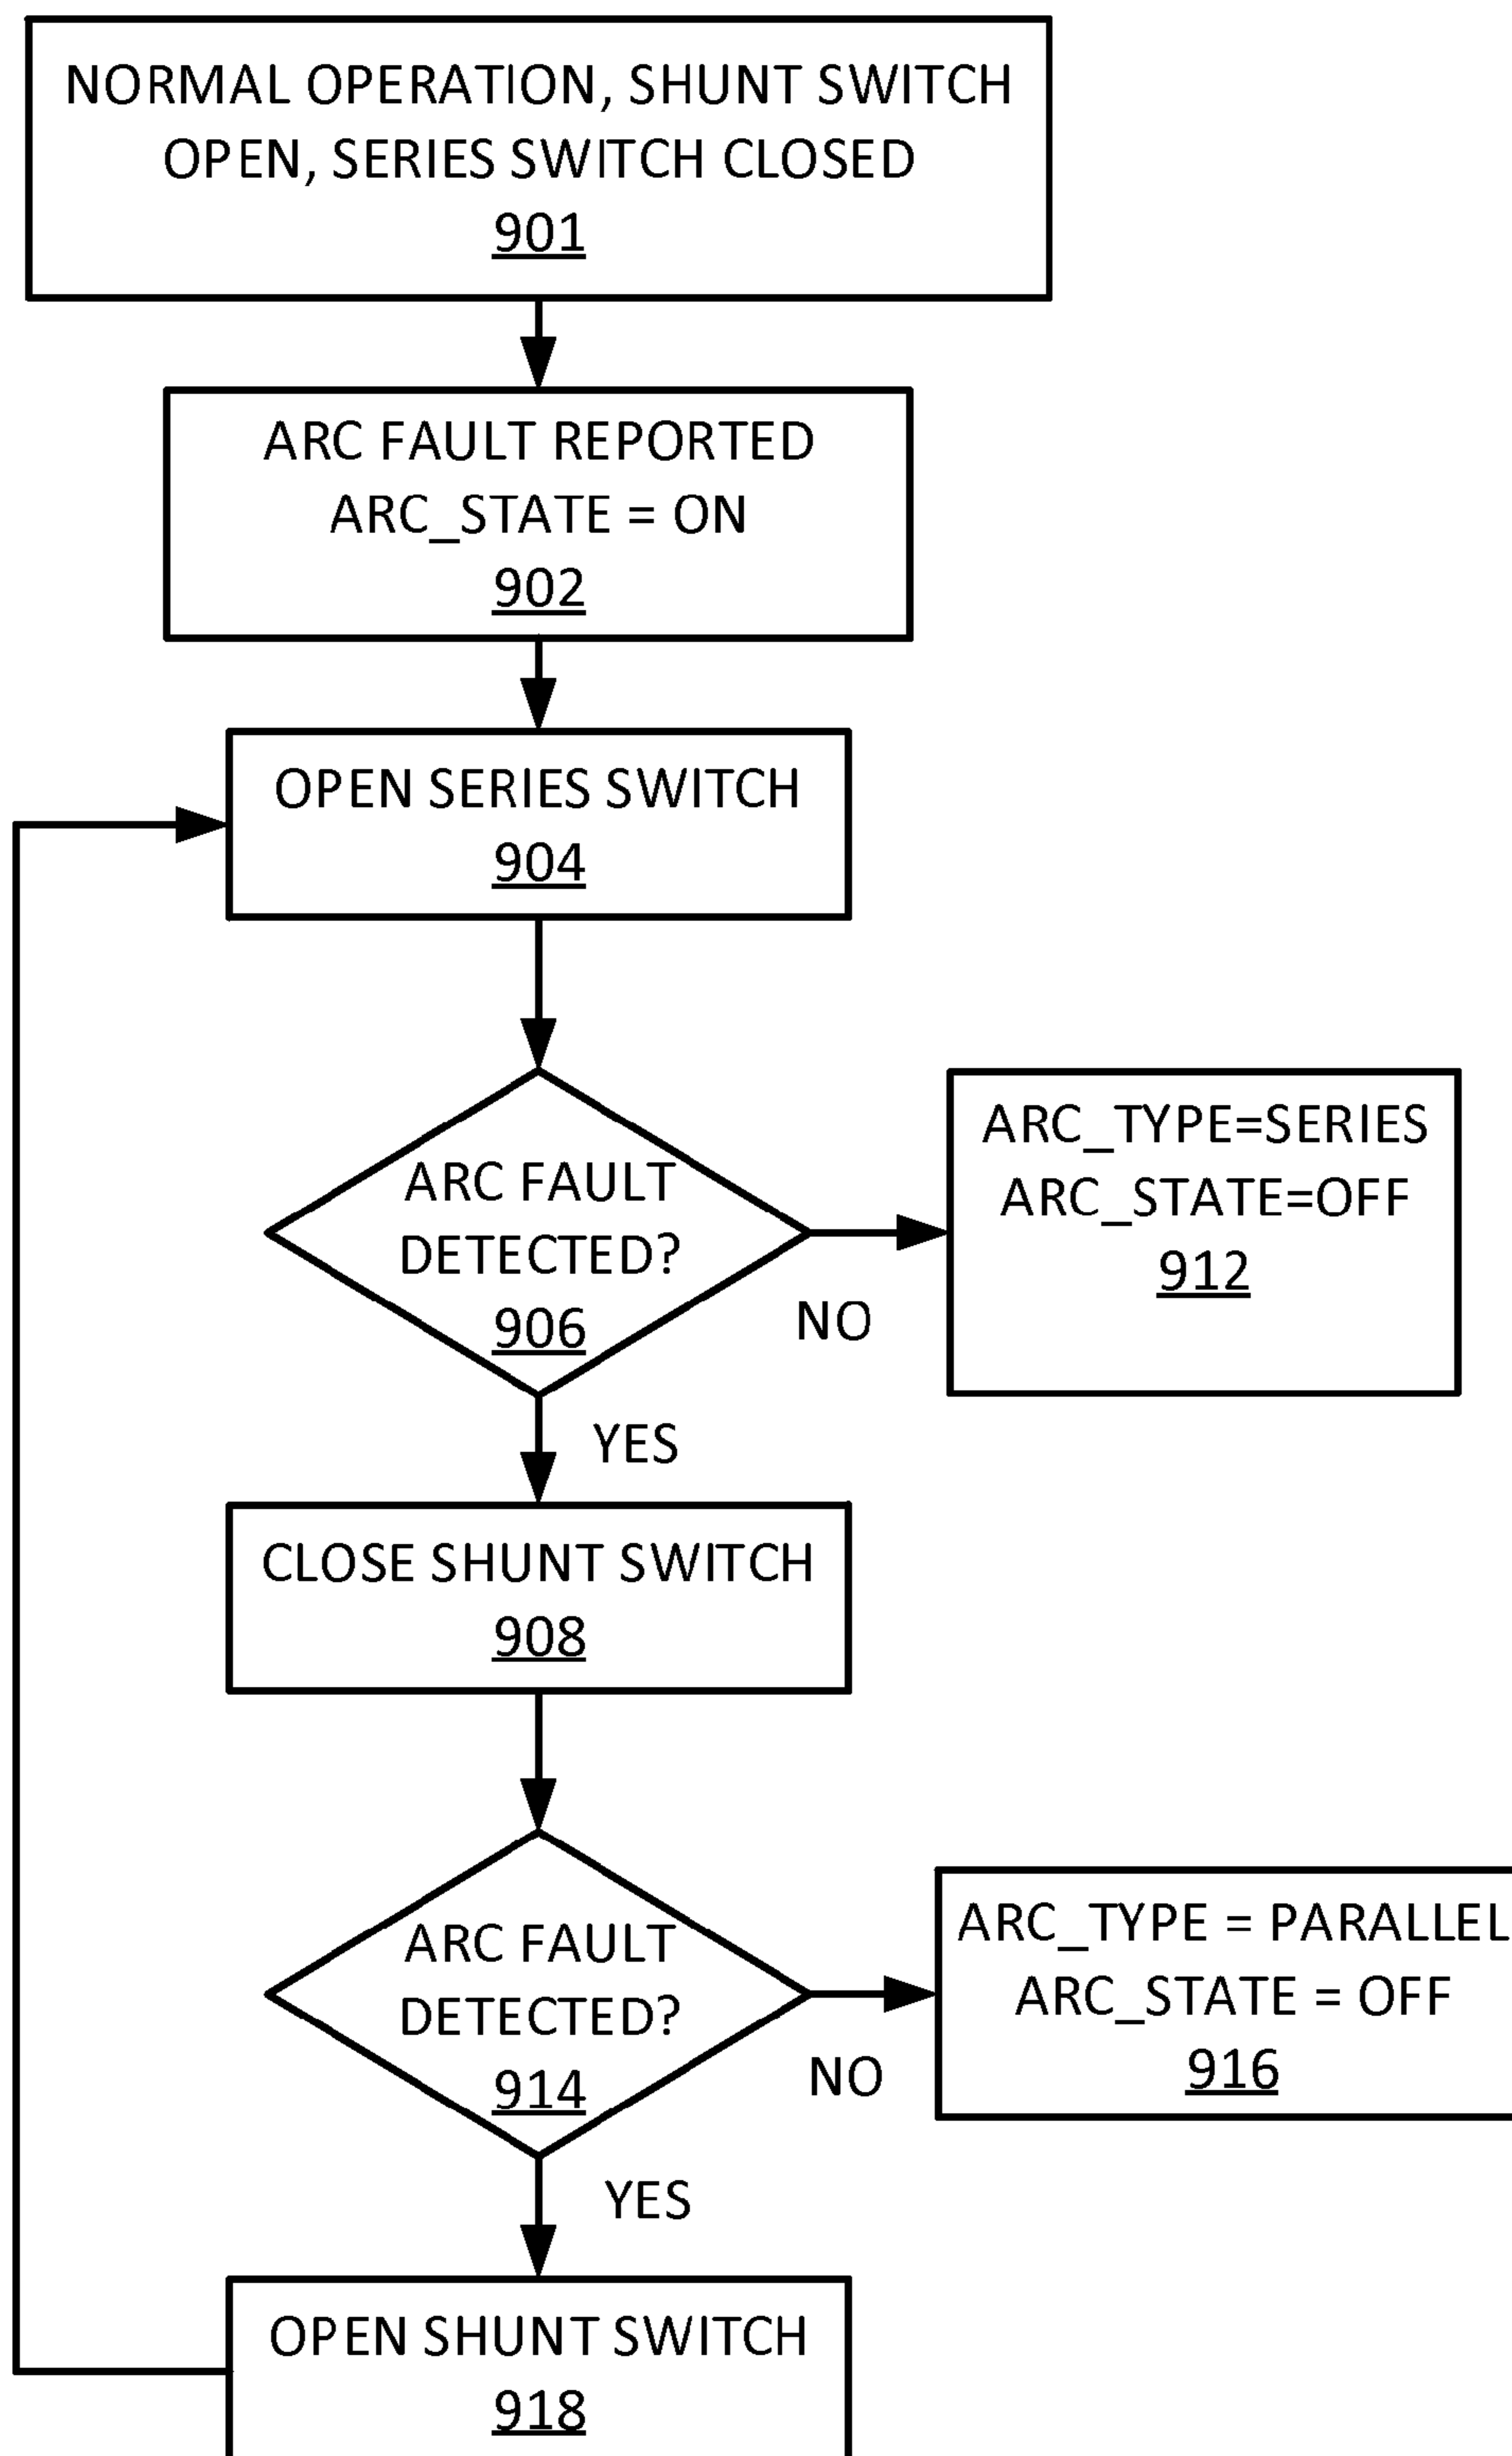 NORMAL OPERATION, SHUNT SWITCH
OPEN, SERIES SWITCH CLOSED
901
ARC FAULT REPORTED
ARC_STATE = ON
902
OPEN SERIES SWITCH
904
ARC FAULT
DETECTED?
906
NO
ARC_TYPE=SERIES
ARC_STATE=OFF
912
YES
CLOSE SHUNT SWITCH
908
ARC FAULT
DETECTED?
914
NO
ARC_TYPE = PARALLEL
ARC_STATE = OFF
916
YES
OPEN SHUNT SWITCH
918